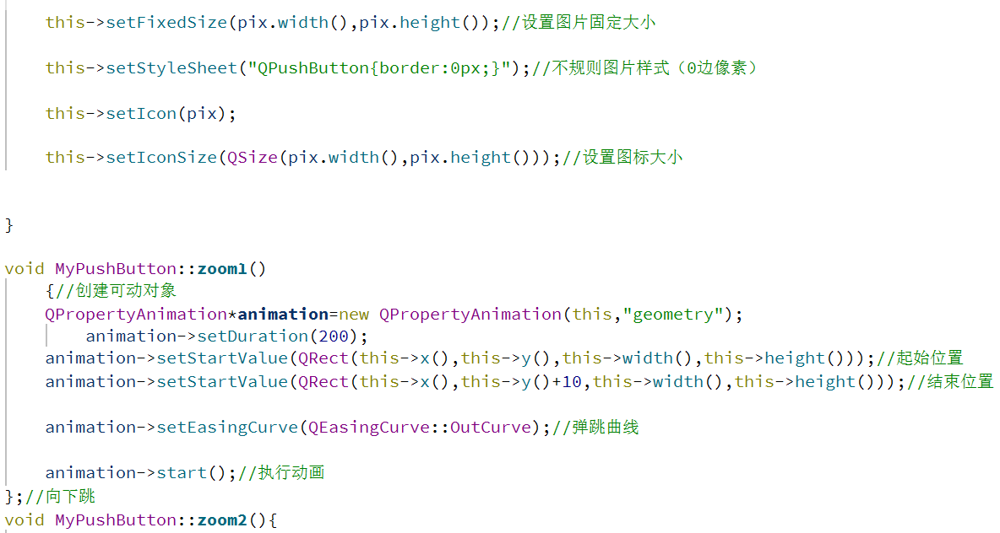 this->setFixedSize(pix.width(),pix.height());//设置图片固定大小
this->setStyleSheet("QPushButton{border:0px;}");//不规则图片样式（0边像素）
this->setIcon(pix);
this->setIconSize(QSize(pix.width(),pix.height()));//设置图标大小
}
void MyPushButton::zoom1()
{//创建可动对象
QPropertyAnimation*animation=new QPropertyAnimation(this,"geometry");
animation->setDuration(200);
animation->setStartValue(QRect(this->x(),this->y(),this->width(),this->height()));//起始位置
animation->setStartValue(QRect(this->x(),this->y()+10,this->width(),this->height()));//结束位置
animation->setEasingCurve(QEasingCurve::OutCurve);//弹跳曲线
animation->start();//执行动画
};//向下跳
void MyPushButton::zoom2(){